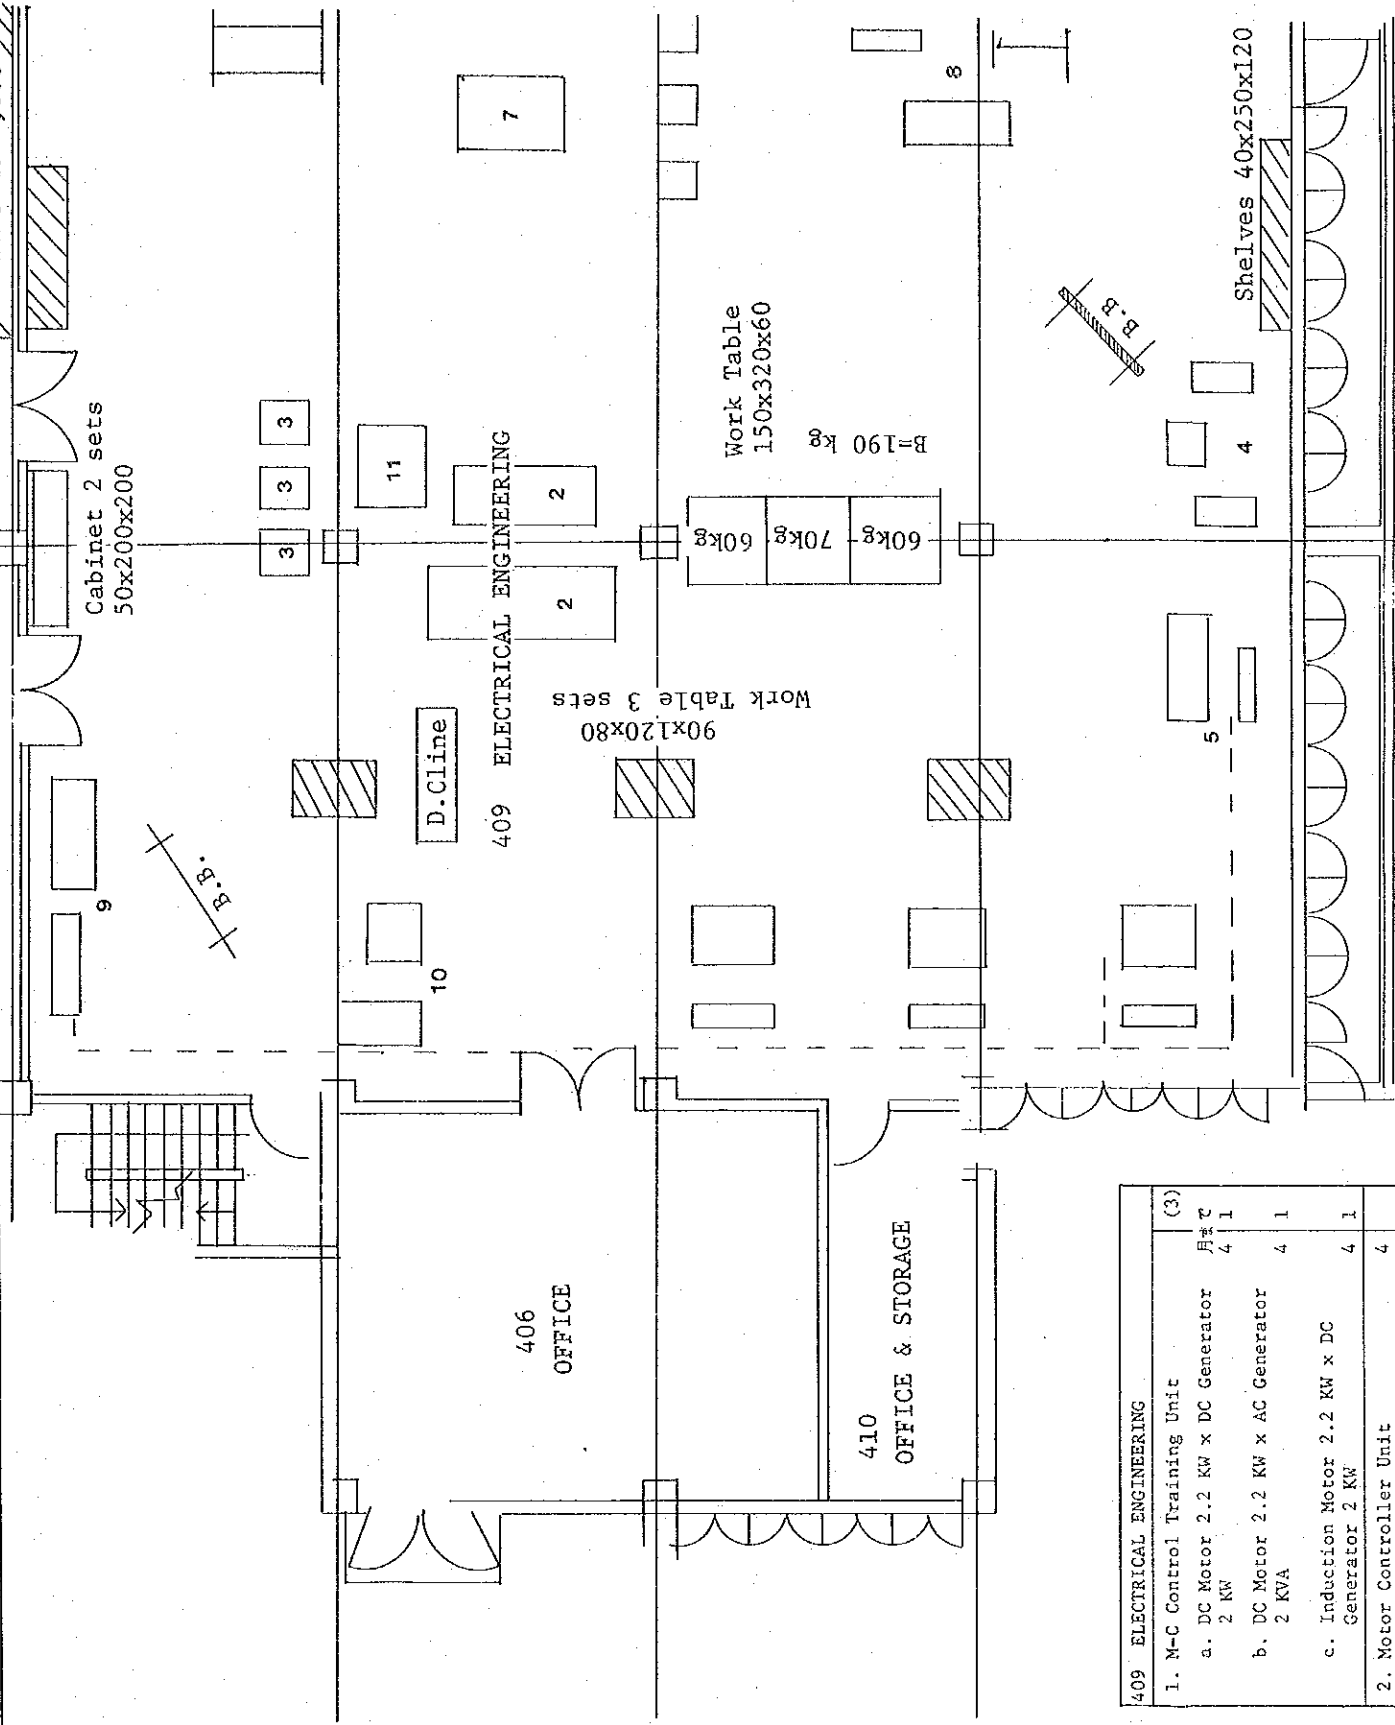 Cabinet 2 sets
50x200x200
3
3
3
11
2
2
7
8
409 ELECTRICAL ENGINEERING
D.Cline
Work Table
150x320x60
B=190 kg
60kg
70kg
60kg
Work Table 3 sets
90x120x80
Shelves 40x250x120
B.B
4
5
9
B.B.
10
406
OFFICE
410
OFFICE & STORAGE
409 ELECTRICAL ENGINEERING
1. M-C Control Training Unit (3)
a. DC Motor 2.2 KW x DC Generator 4 1
2 KW
b. DC Motor 2.2 KW x AC Generator 4 1
2 KVA
c. Induction Motor 2.2 KW x DC 4 1
Generator 2 KW
2. Motor Controller Unit 4